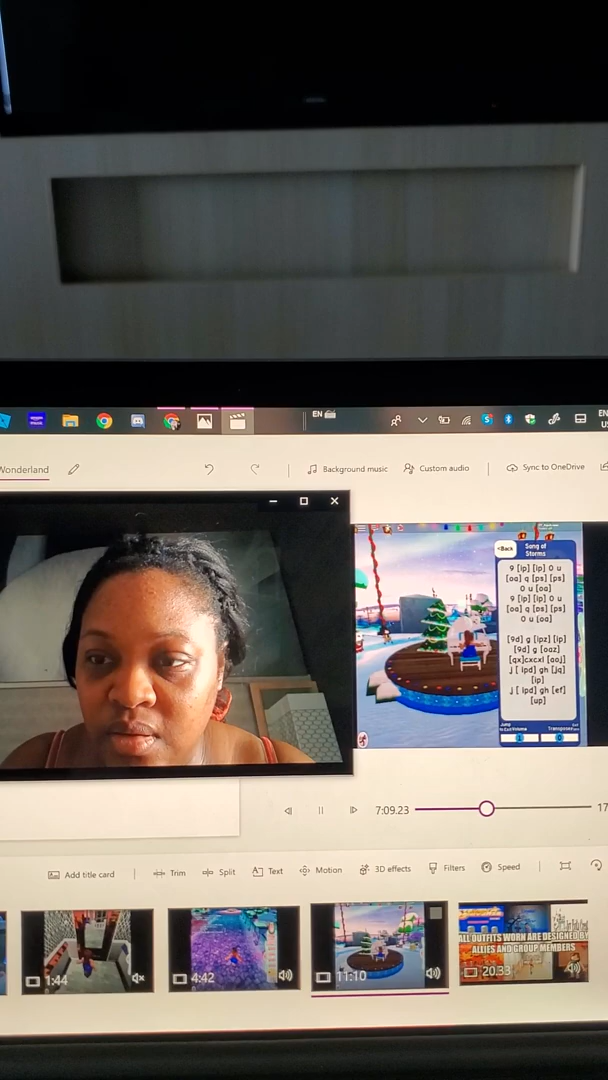 EN
EN
Wonderland
Background music
Custom audio
Sync to OneDrive
<Back
Song of
Storms
9 [ip] [ip] 0 u
[oa] q [ps] [ps]
0 u [oa]
9 [ip] [ip] 0 u
[oa] q [ps] [ps]
0 u [oa]
[9d] g [ipz] [ip]
[9d] g [oaz]
[qx]cxcxl [aoj]
j [ ipd] gh [jq]
[ip]
j [ ipd] gh [ef]
[up]
7:09.23
17
Add title card
Trim
Split
Text
Motion
3D effects
Filters
Speed
1:44
4:42
11:10
ALL OUTFITS WORN ARE DESIGNED BY
ALLIES AND GROUP MEMBERS
20:33